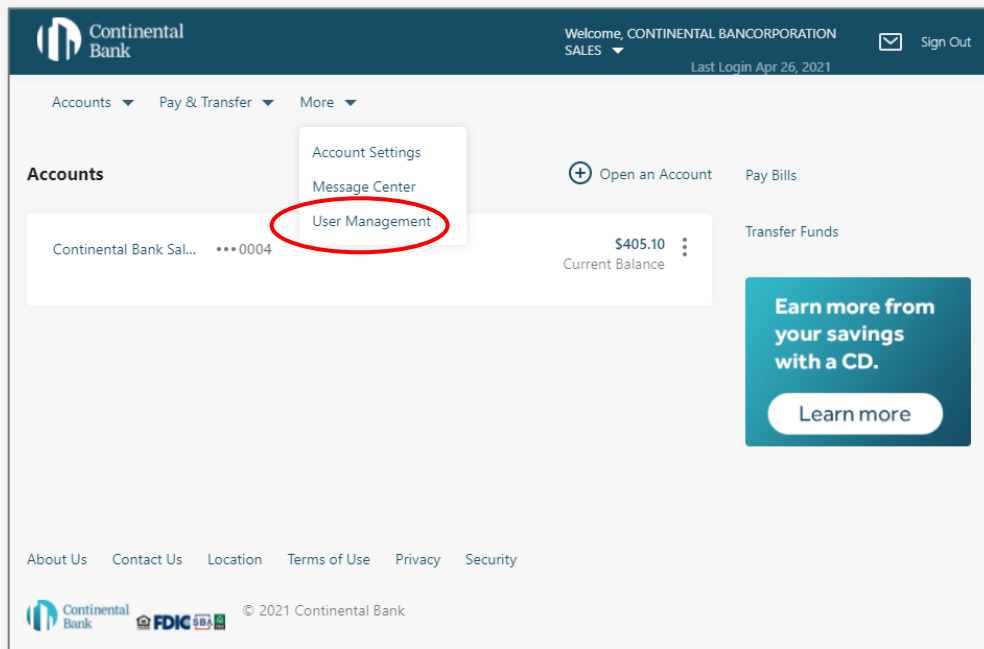 Continental
Bank
Welcome, CONTINENTAL BANCORPORATION
SALES
Sign Out
Last Login Apr 26, 2021
Accounts Pay & Transfer More
Account Settings
Message Center
User Management
Accounts
Open an Account
Continental Bank Sal... •••0004
$405.10
Current Balance
Pay Bills
Transfer Funds
Earn more from
your savings
with a CD.
Learn more
About Us Contact Us Location Terms of Use Privacy Security
Continental
Bank
FDIC SBA
© 2021 Continental Bank